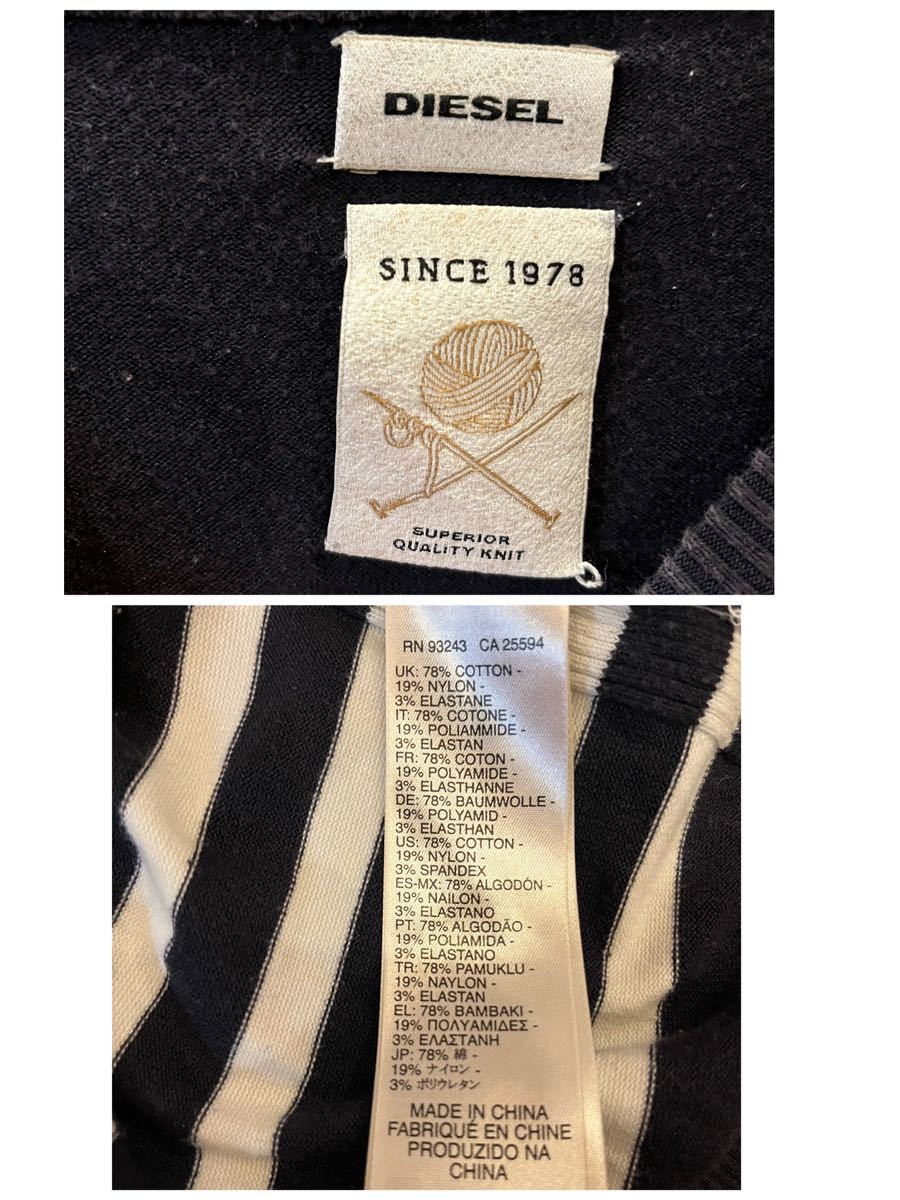 DIESEL
SINCE 1978
SUPERIOR
QUALITY KNIT
RN 93243 CA 25594
UK: 78% COTTON -
19% NYLON -
3% ELASTANE
IT: 78% COTONE -
19% POLIAMMIDE -
3% ELASTAN
FR: 78% COTON -
19% POLYAMIDE -
3% ELASTHANNE
DE: 78% BAUMWOLLE -
19% POLYAMID -
3% ELASTHAN
US: 78% COTTON -
19% NYLON -
3% SPANDEX
ES-MX: 78% ALGODÓN -
19% NAILON -
3% ELASTANO
PT: 78% ALGODÃO -
19% POLIAMIDA -
3% ELASTANO
TR: 78% PAMUKLU -
19% NAYLON -
3% ELASTAN
EL: 78% BAMBAKI -
19% ΠΟΛΥΑΜΙΔΕΣ -
3% ΕΛΑΣΤΑΝΗ
JP: 78% 綿 -
19% ナイロン -
3% ポリウレタン
MADE IN CHINA
FABRIQUÉ EN CHINE
PRODUZIDO NA
CHINA